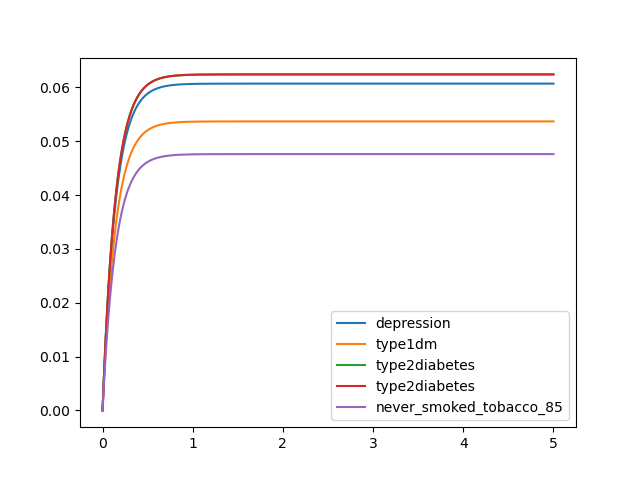 0.06
0.05
0.04
0.03
0.02
0.01
0.00
depression
type1dm
type2diabetes
type2diabetes
never_smoked_tobacco_85
0 1 2 3 4 5